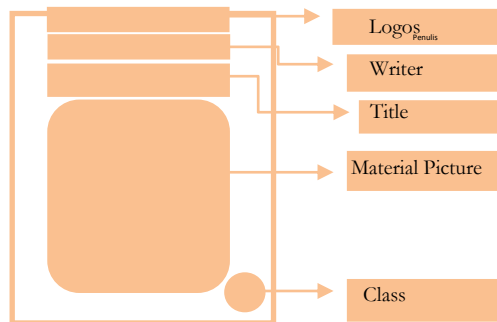 Logos
Penulis
Writer
Title
Material Picture
Class